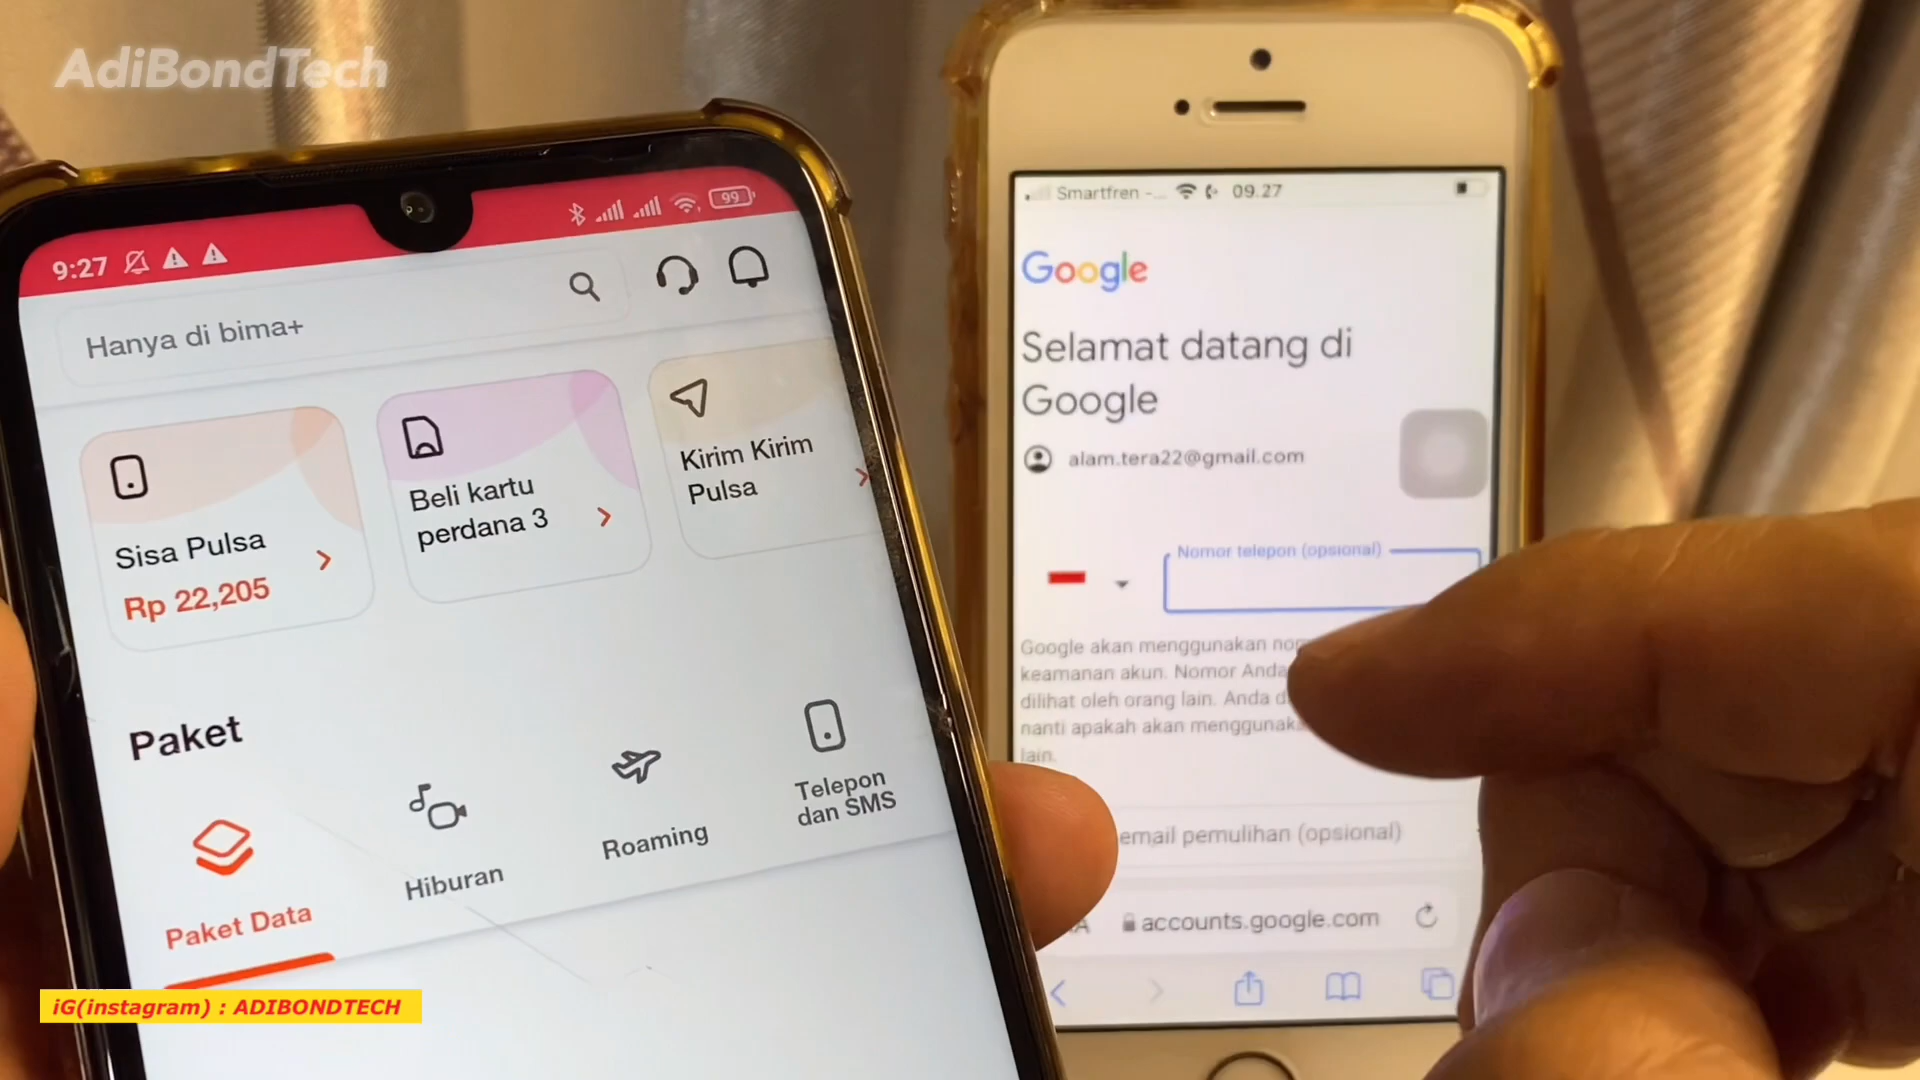 AdiBondTech
9:27
99
Hanya di bima+
Sisa Pulsa
Rp 22,205
Beli kartu
perdana 3
Kirim Kirim
Pulsa
Paket
Paket Data
Hiburan
Roaming
Telepon
dan SMS
iG(instagram) : ADIBONDTECH
Smartfren -...
09.27
Google
Selamat datang di
Google
alam.tera22@gmail.com
Nomor telepon (opsional)
Google akan menggunakan
keamanan akun. Nomor Anda
dilihat oleh orang lain. Anda
nanti apakah akan
lain.
email pemulihan (opsional)
accounts.google.com